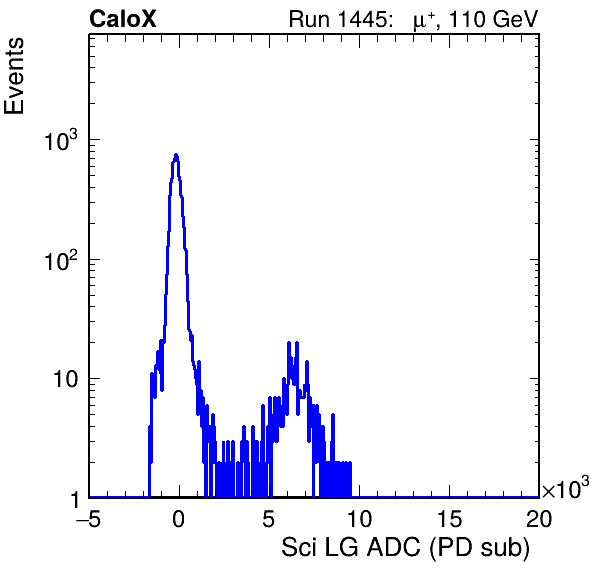 CaloX Run 1445: μ⁺, 110 GeV
Events
10³
10²
10
1
−5 0 5 10 15 20 ×10³
Sci LG ADC (PD sub)